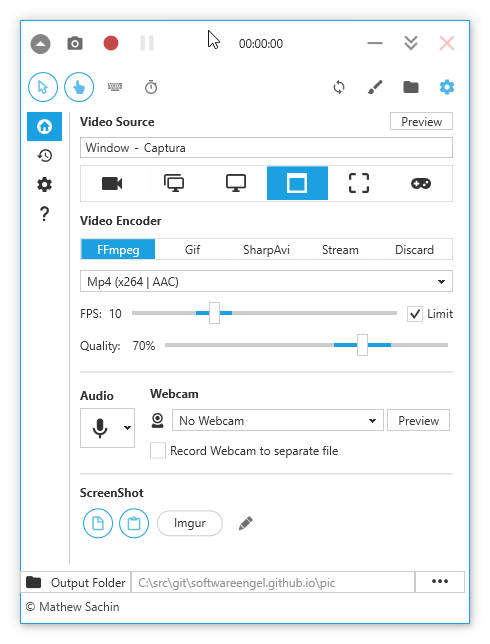 00:00:00
Video Source
Preview
Window - Captura
Video Encoder
FFmpeg Gif SharpAvi Stream Discard
Mp4 (x264 | AAC)
FPS: 10 Limit
Quality: 70%
Audio Webcam
No Webcam Preview
Record Webcam to separate file
ScreenShot
Imgur
Output Folder C:\src\git\softwareengel.github.io\pic •••
© Mathew Sachin